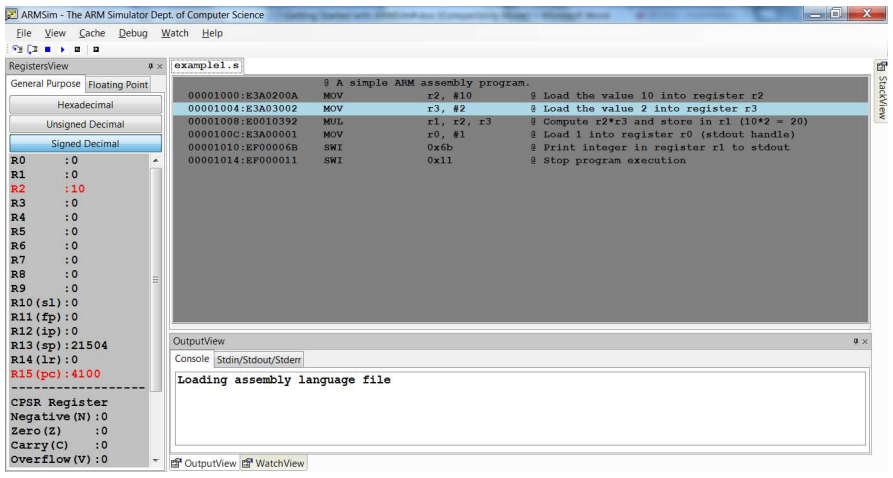 ARMSim - The ARM Simulator Dept. of Computer Science
File View Cache Debug Watch Help
RegistersView
General Purpose Floating Point
Hexadecimal
Unsigned Decimal
Signed Decimal
R0 :0
R1 :0
R2 :10
R3 :0
R4 :0
R5 :0
R6 :0
R7 :0
R8 :0
R9 :0
R10(sl):0
R11(fp):0
R12(ip):0
R13(sp):21504
R14(lr):0
R15(pc):4100
--------------------
CPSR Register
Negative(N):0
Zero(Z) :0
Carry(C) :0
Overflow(V):0
example1.s
@ A simple ARM assembly program.
00001000:E3A0200A MOV r2, #10 @ Load the value 10 into register r2
00001004:E3A03002 MOV r3, #2 @ Load the value 2 into register r3
00001008:E0010392 MUL r1, r2, r3 @ Compute r2*r3 and store in r1 (10*2 = 20)
0000100C:E3A00001 MOV r0, #1 @ Load 1 into register r0 (stdout handle)
00001010:EF00006B SWI 0x6b @ Print integer in register r1 to stdout
00001014:EF000011 SWI 0x11 @ Stop program execution
StackView
OutputView
Console Stdin/Stdout/Stderr
Loading assembly language file
OutputView WatchView